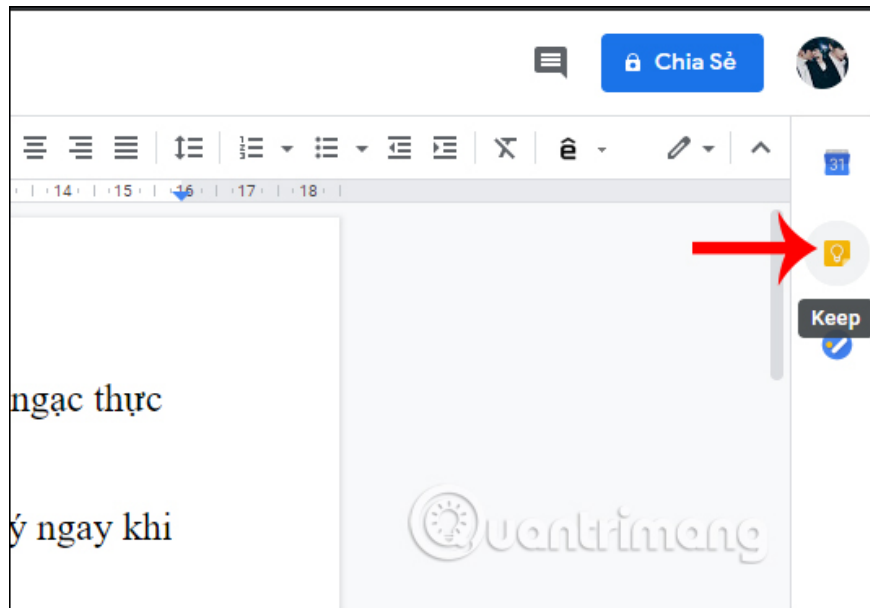 Chia Sẻ
ê
14 15 16 17 18
31
Keep
ngạc thực
ý ngay khi
Quantrimang